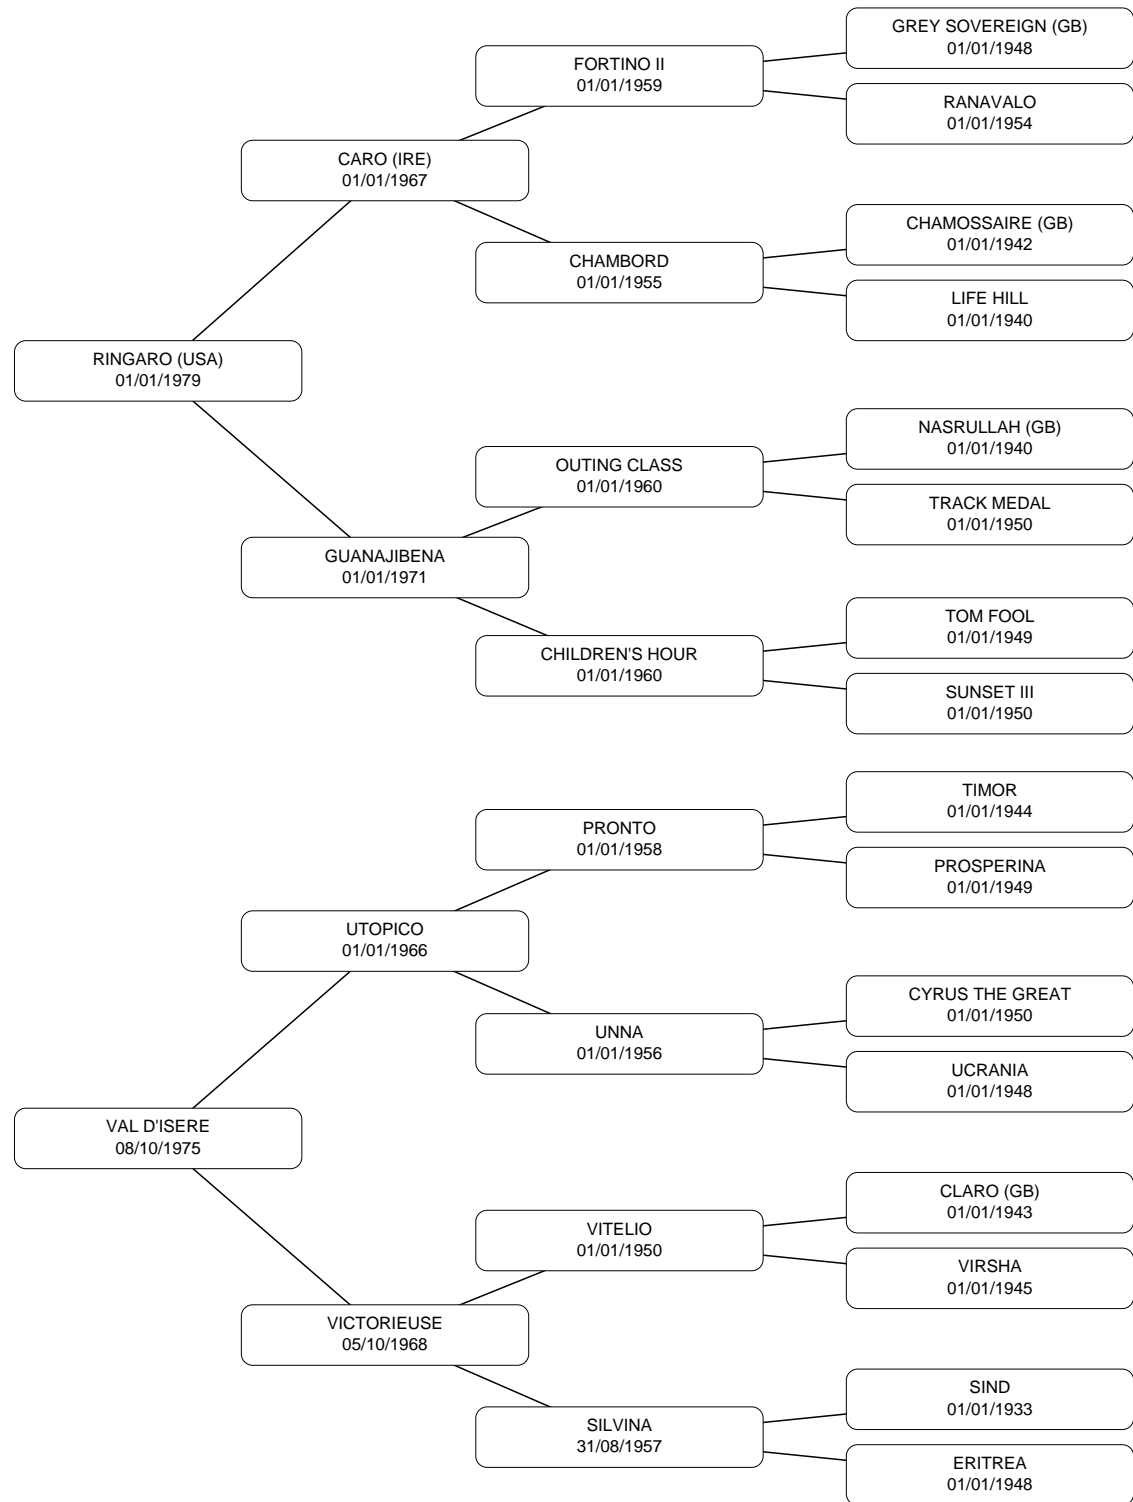 GREY SOVEREIGN (GB)
01/01/1948
FORTINO II
01/01/1959
RANAVALO
01/01/1954
CARO (IRE)
01/01/1967
CHAMOSSAIRE (GB)
01/01/1942
CHAMBORD
01/01/1955
LIFE HILL
01/01/1940
RINGARO (USA)
01/01/1979
NASRULLAH (GB)
01/01/1940
OUTING CLASS
01/01/1960
TRACK MEDAL
01/01/1950
GUANAJIBENA
01/01/1971
TOM FOOL
01/01/1949
CHILDREN'S HOUR
01/01/1960
SUNSET III
01/01/1950
TIMOR
01/01/1944
PRONTO
01/01/1958
PROSPERINA
01/01/1949
UTOPICO
01/01/1966
CYRUS THE GREAT
01/01/1950
UNNA
01/01/1956
UCRANIA
01/01/1948
VAL D'ISERE
08/10/1975
CLARO (GB)
01/01/1943
VITELIO
01/01/1950
VIRSHA
01/01/1945
VICTORIEUSE
05/10/1968
SIND
01/01/1933
SILVINA
31/08/1957
ERITREA
01/01/1948